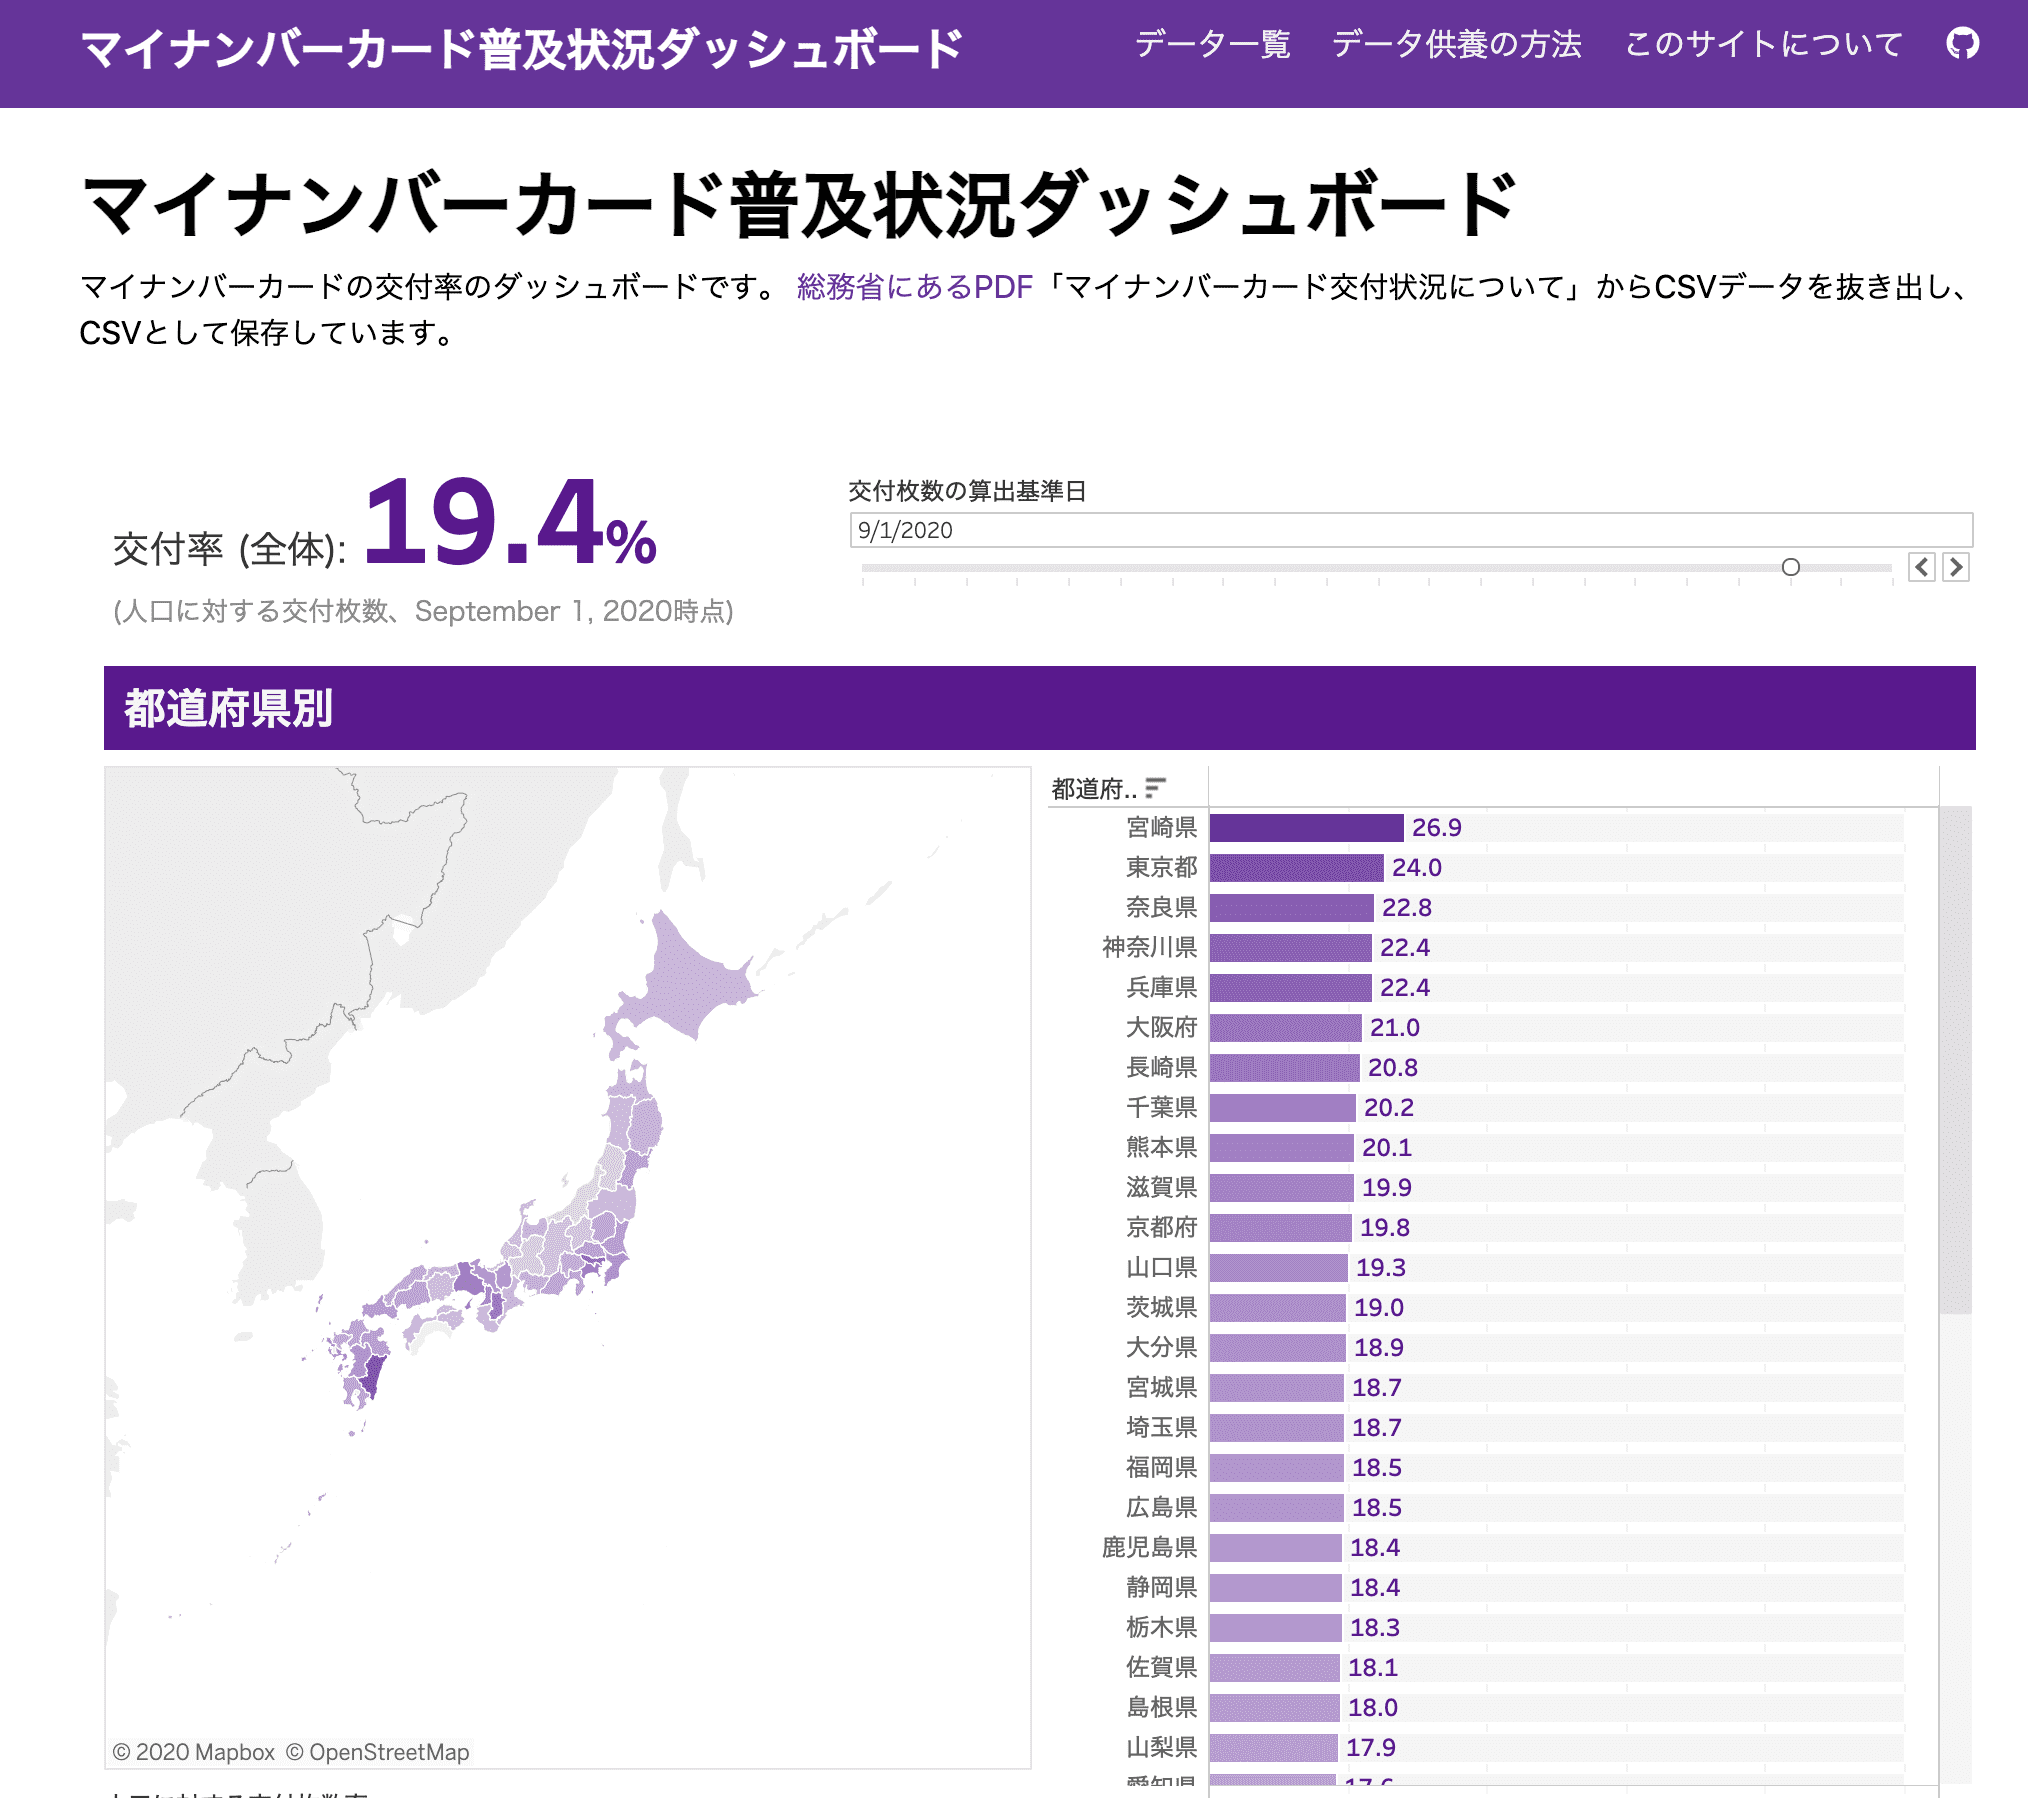 マイナンバーカード普及状況ダッシュボード
データ一覧 データ供養の方法 このサイトについて
マイナンバーカード普及状況ダッシュボード
マイナンバーカードの交付率のダッシュボードです。 総務省にあるPDF「マイナンバーカード交付状況について」からCSVデータを抜き出し、
CSVとして保存しています。
交付率 (全体): 19.4%
(人口に対する交付枚数、September 1, 2020時点)
交付枚数の算出基準日
9/1/2020
都道府県別
© 2020 Mapbox © OpenStreetMap
都道府..
宮崎県 26.9
東京都 24.0
奈良県 22.8
神奈川県 22.4
兵庫県 22.4
大阪府 21.0
長崎県 20.8
千葉県 20.2
熊本県 20.1
滋賀県 19.9
京都府 19.8
山口県 19.3
茨城県 19.0
大分県 18.9
宮城県 18.7
埼玉県 18.7
福岡県 18.5
広島県 18.5
鹿児島県 18.4
静岡県 18.4
栃木県 18.3
佐賀県 18.1
島根県 18.0
山梨県 17.9
愛知県 17.6